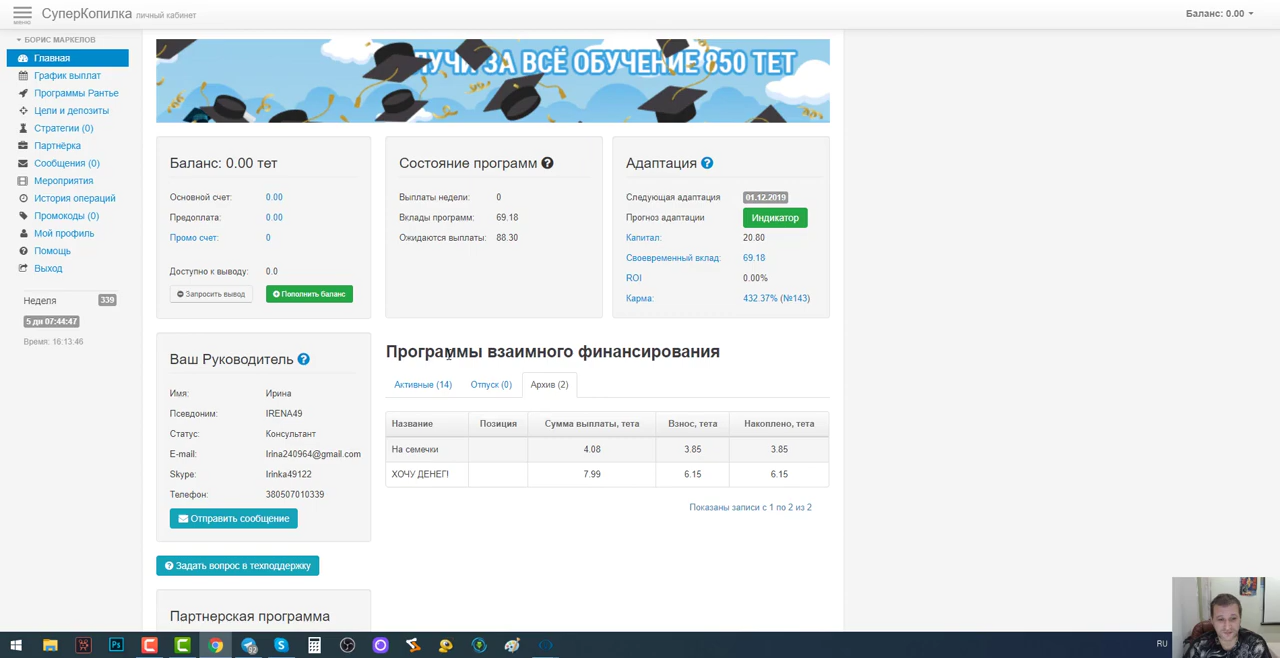 СуперКопилка личный кабинет
Баланс: 0.00
меню
БОРИС МАРКЕЛОВ
Главная
График выплат
Программы Рантье
Цели и депозиты
Стратегии (0)
Партнёрка
Сообщения (0)
Мероприятия
История операций
Промокоды (0)
Мой профиль
Помощь
Выход
Неделя 339
5 дн 07:44:47
Время: 16:13:46
ЛУЧИ ЗА ВСЁ ОБУЧЕНИЕ 850 ТЕТ
Баланс: 0.00 тет
Основной счет: 0.00
Предоплата: 0.00
Промо счет: 0
Доступно к выводу: 0.0
Запросить вывод
Пополнить баланс
Состояние программ
Выплаты недели: 0
Вклады программ: 69.18
Ожидаются выплаты: 88.30
Адаптация
Следующая адаптация 01.12.2019
Прогноз адаптации Индикатор
Капитал: 20.80
Своевременный вклад: 69.18
ROI 0.00%
Карма: 432.37% (№143)
Ваш Руководитель
Имя: Ирина
Псевдоним: IRENA49
Статус: Консультант
E-mail: Irina240964@gmail.com
Skype: Irinka49122
Телефон: 380507010339
Отправить сообщение
Задать вопрос в техподдержку
Партнерская программа
Программы взаимного финансирования
Активные (14) Отпуск (0) Архив (2)
Название Позиция Сумма выплаты, тета Взнос, тета Накоплено, тета
На семечки 4.08 3.85 3.85
ХОЧУ ДЕНЕГ! 7.99 6.15 6.15
Показаны записи с 1 по 2 из 2
RU